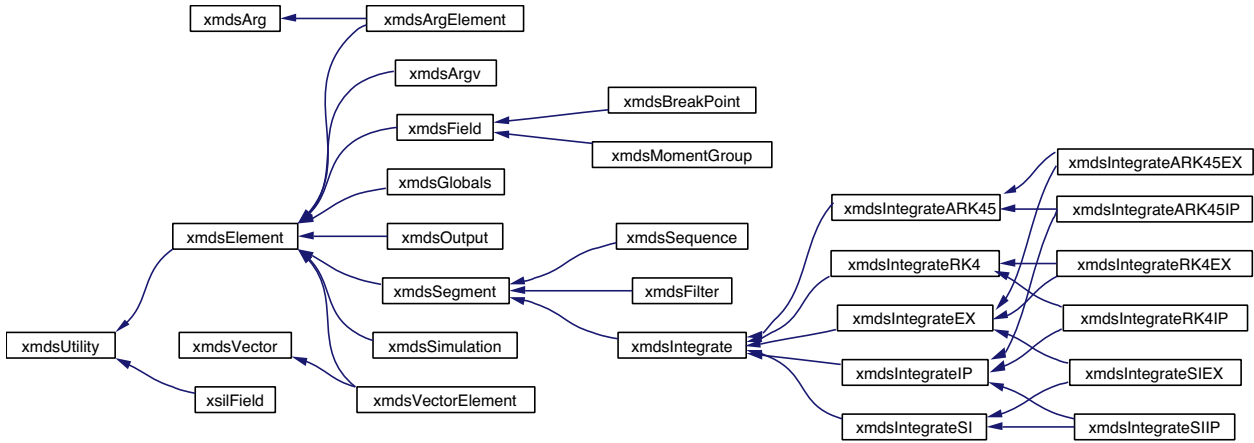 xmdsArg
xmdsArgElement
xmdsArgv
xmdsBreakPoint
xmdsField
xmdsMomentGroup
xmdsIntegrateARK45EX
xmdsGlobals
xmdsIntegrateARK45
xmdsIntegrateARK45IP
xmdsElement
xmdsOutput
xmdsSequence
xmdsIntegrateRK4
xmdsIntegrateRK4EX
xmdsSegment
xmdsFilter
xmdsIntegrateEX
xmdsIntegrateRK4IP
xmdsUtility
xmdsVector
xmdsSimulation
xmdsIntegrate
xmdsIntegrateIP
xmdsIntegrateSIEX
xsilField
xmdsVectorElement
xmdsIntegrateSI
xmdsIntegrateSIIP